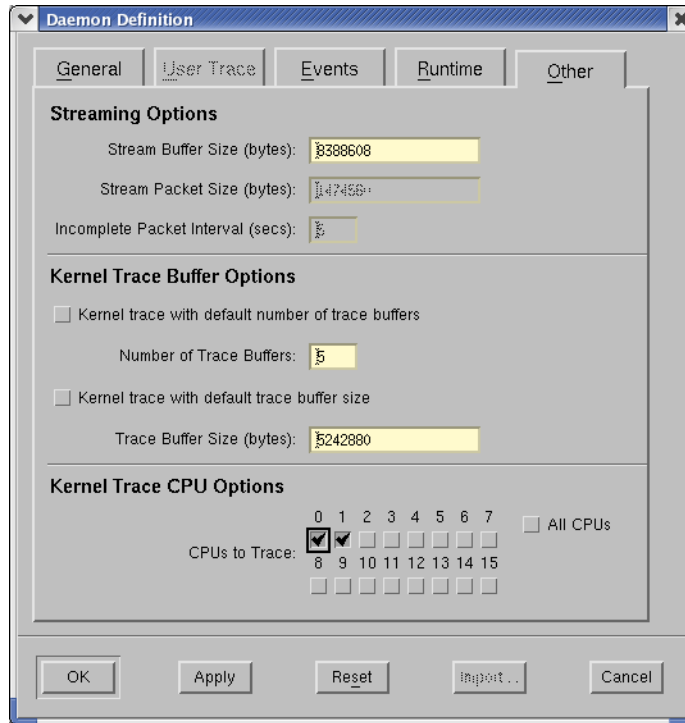 Daemon Definition
General User Trace Events Runtime Other
Streaming Options
Stream Buffer Size (bytes): 8388608
Stream Packet Size (bytes):
Incomplete Packet Interval (secs): 5
Kernel Trace Buffer Options
Kernel trace with default number of trace buffers
Number of Trace Buffers: 5
Kernel trace with default trace buffer size
Trace Buffer Size (bytes): 5242880
Kernel Trace CPU Options
0 1 2 3 4 5 6 7
All CPUs
CPUs to Trace:
8 9 10 11 12 13 14 15
OK Apply Reset Import... Cancel